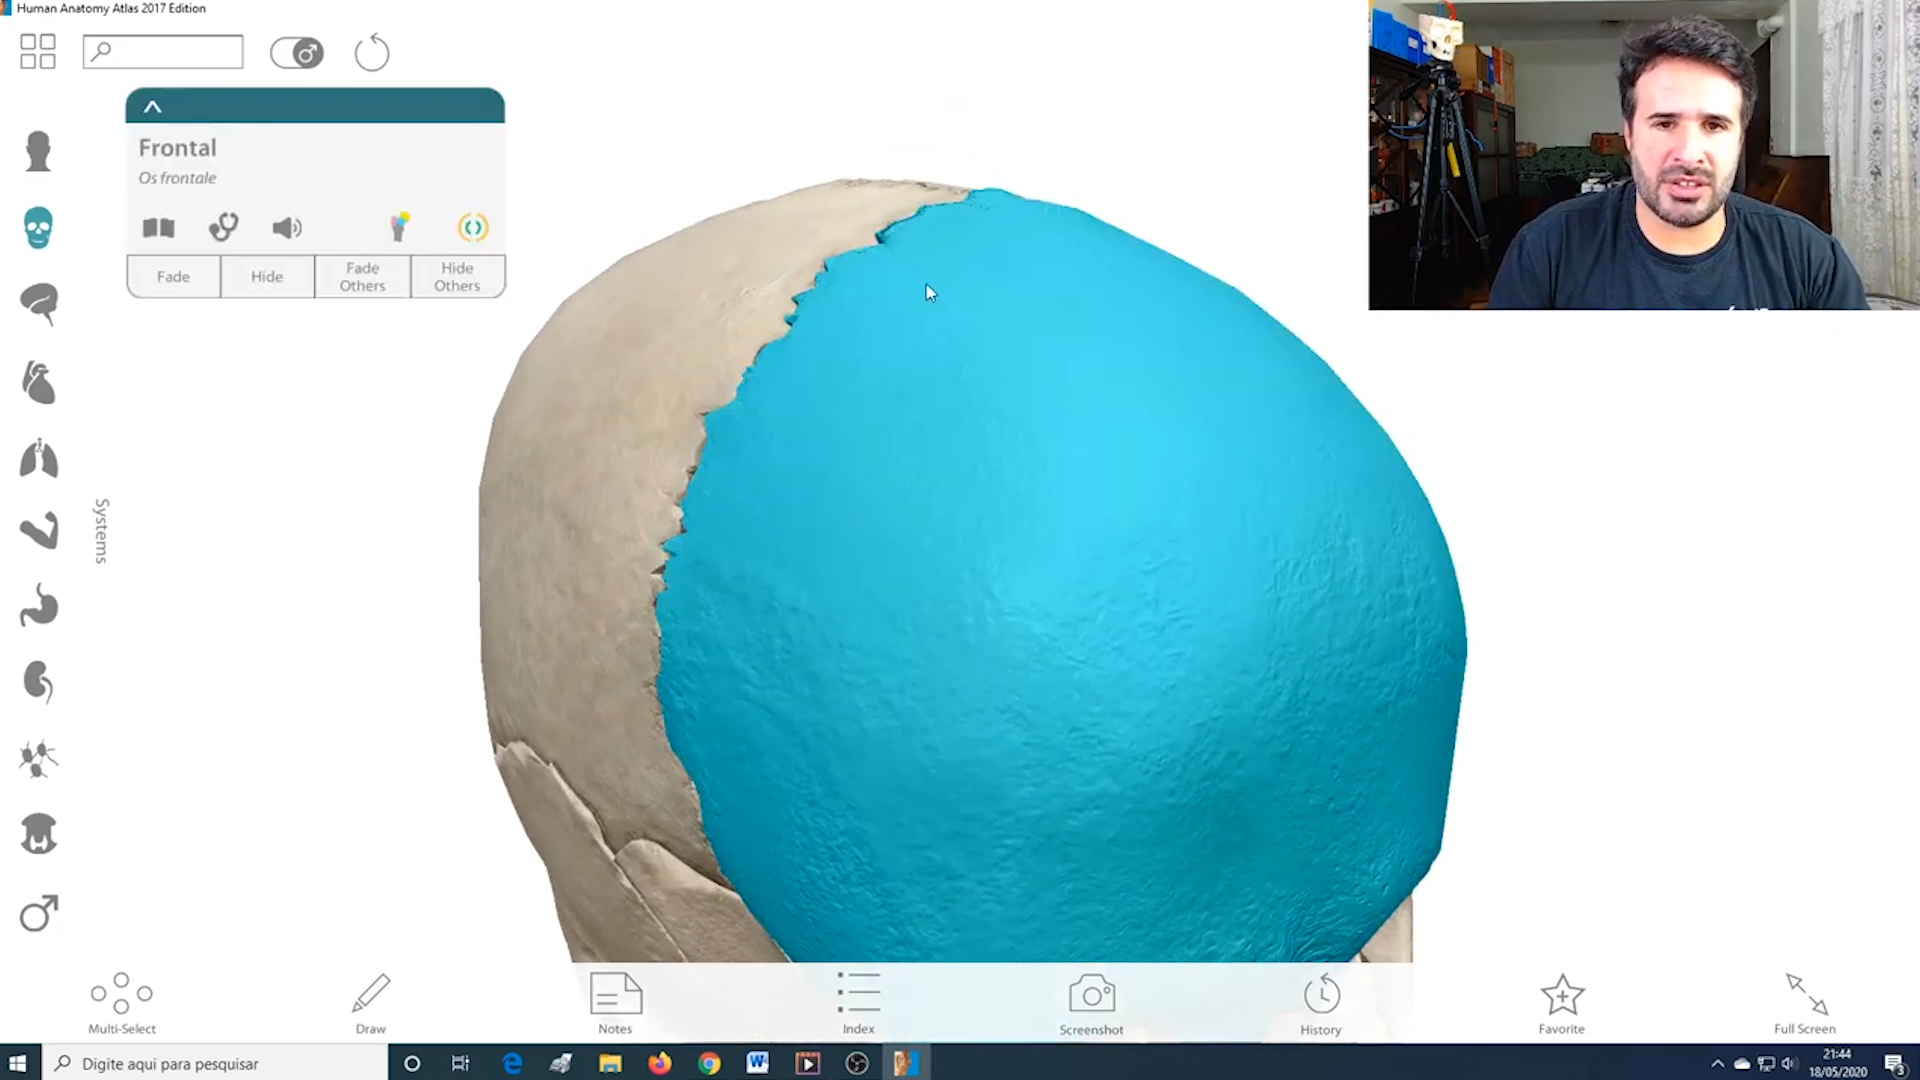 Human Anatomy Atlas 2017 Edition
Frontal
Os frontale
Fade
Hide
Fade
Others
Hide
Others
Systems
Multi-Select
Draw
Notes
Index
Screenshot
History
Favorite
Full Screen
Digite aqui para pesquisar
21:44
18/05/2020
3